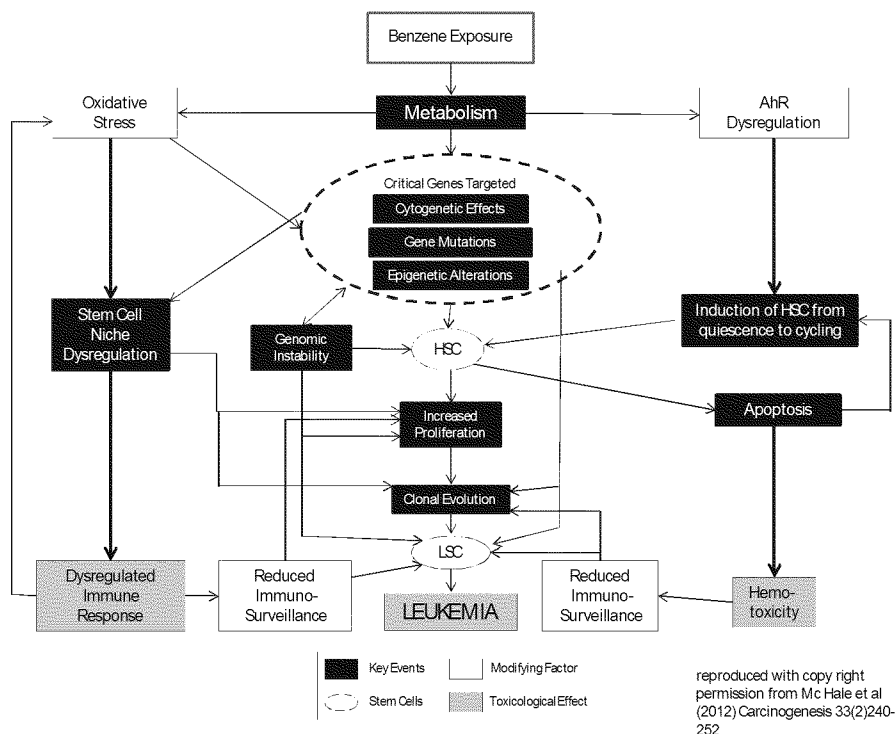 Benzene Exposure
Oxidative
Stress
Metabolism
AhR
Dysregulation
Critical Genes Targeted
Cytogenetic Effects
Gene Mutations
Epigenetic Alterations
Stem Cell
Niche
Dysregulation
Genomic
Instability
HSC
Induction of HSC from
quiescence to cycling
Increased
Proliferation
Apoptosis
Clonal Evolution
LSC
Dysregulated
Immune
Response
Reduced Immuno-
Surveillance
LEUKEMIA
Reduced Immuno-
Surveillance
Hemo-
toxicity
Key Events
Modifying Factor
Stem Cells
Toxicological Effect
reproduced with copy right
permission from Mc Hale et al
(2012) Carcinogenesis 33(2)240-
252